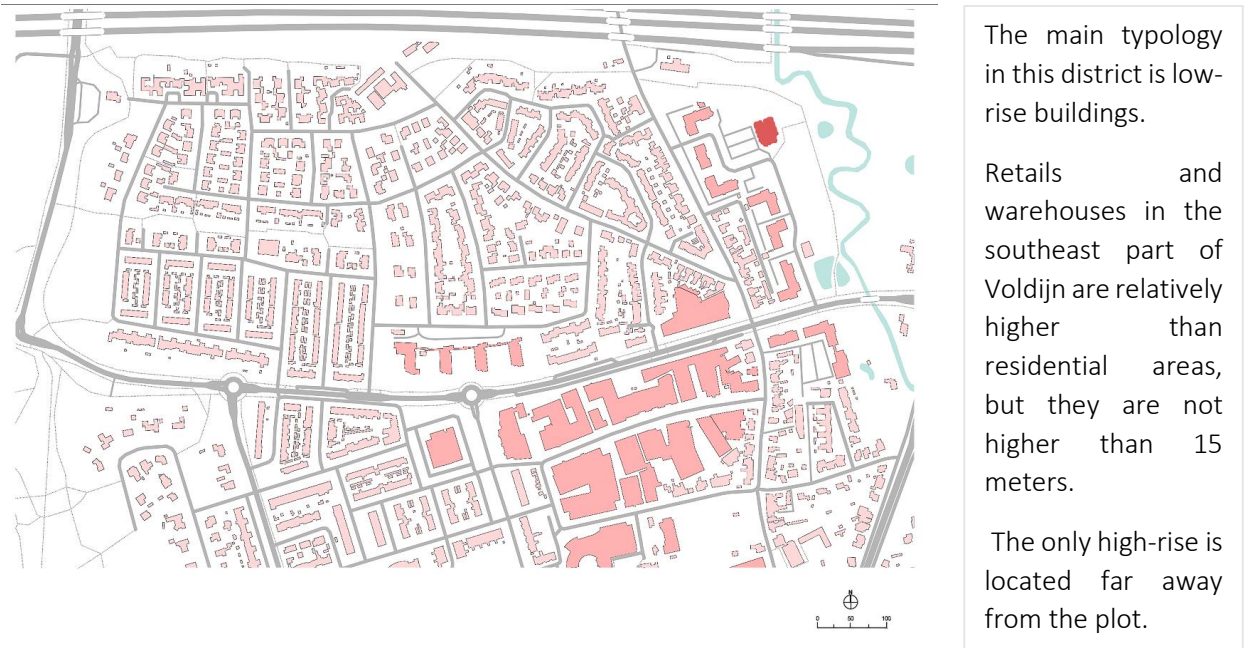 The main typology
in this district is low-
rise buildings.
Retails and
warehouses in the
southeast part of
Voldijn are relatively
higher than
residential areas,
but they are not
higher than 15
meters.
The only high-rise is
located far away
from the plot.
N
0 50 100